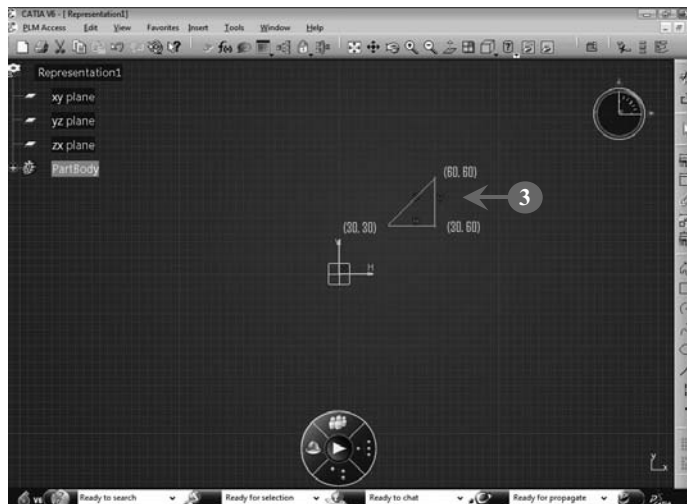 CATIA V6 - [Representation1]
PLM Access Edit View Favorites Insert Tools Window Help
Representation1
xy plane
yz plane
zx plane
PartBody
(60, 60)
3
(30, 30)
(30, 60)
V
H
V6
Ready to search
Ready for selection
Ready to chat
Ready for propagate